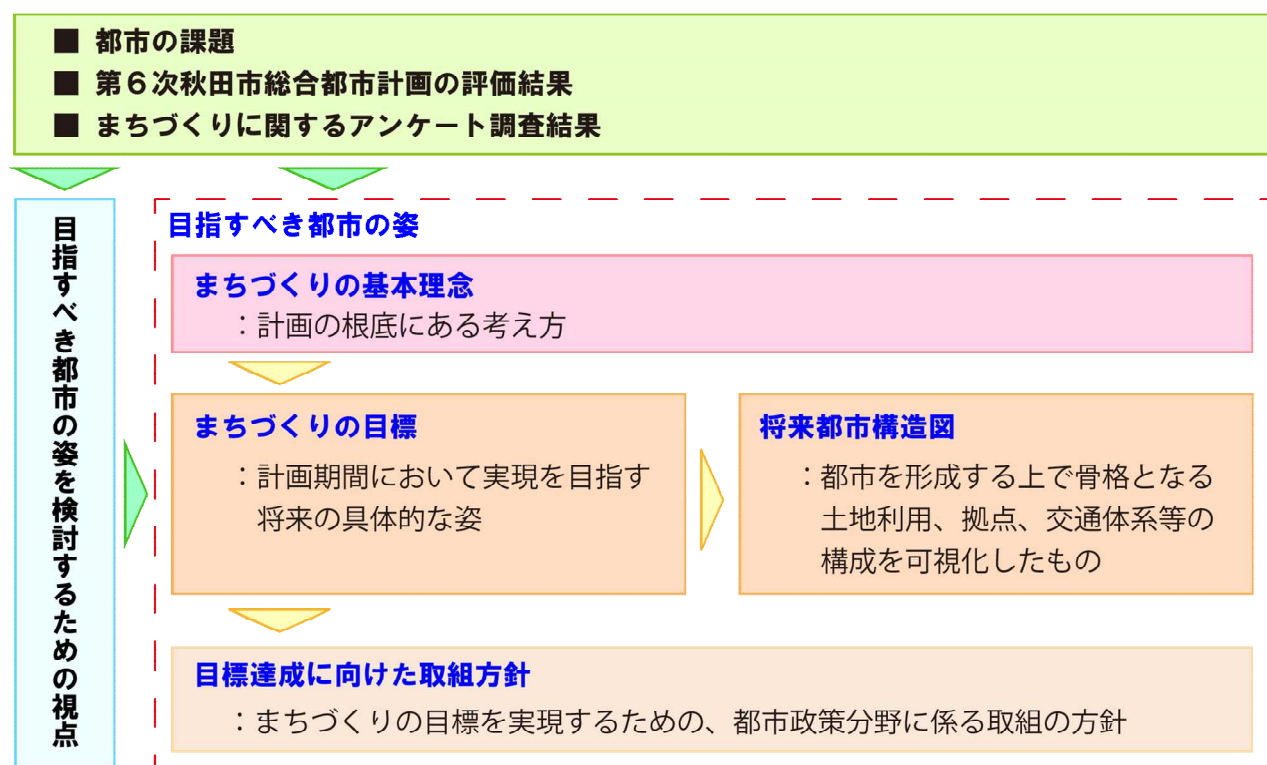 ■ 都市の課題
■ 第6次秋田市総合都市計画の評価結果
■ まちづくりに関するアンケート調査結果
目指すべき都市の姿を検討するための視点
目指すべき都市の姿
まちづくりの基本理念
：計画の根底にある考え方
まちづくりの目標
：計画期間において実現を目指す
将来の具体的な姿
将来都市構造図
：都市を形成する上で骨格となる
土地利用、拠点、交通体系等の
構成を可視化したもの
目標達成に向けた取組方針
：まちづくりの目標を実現するための、都市政策分野に係る取組の方針